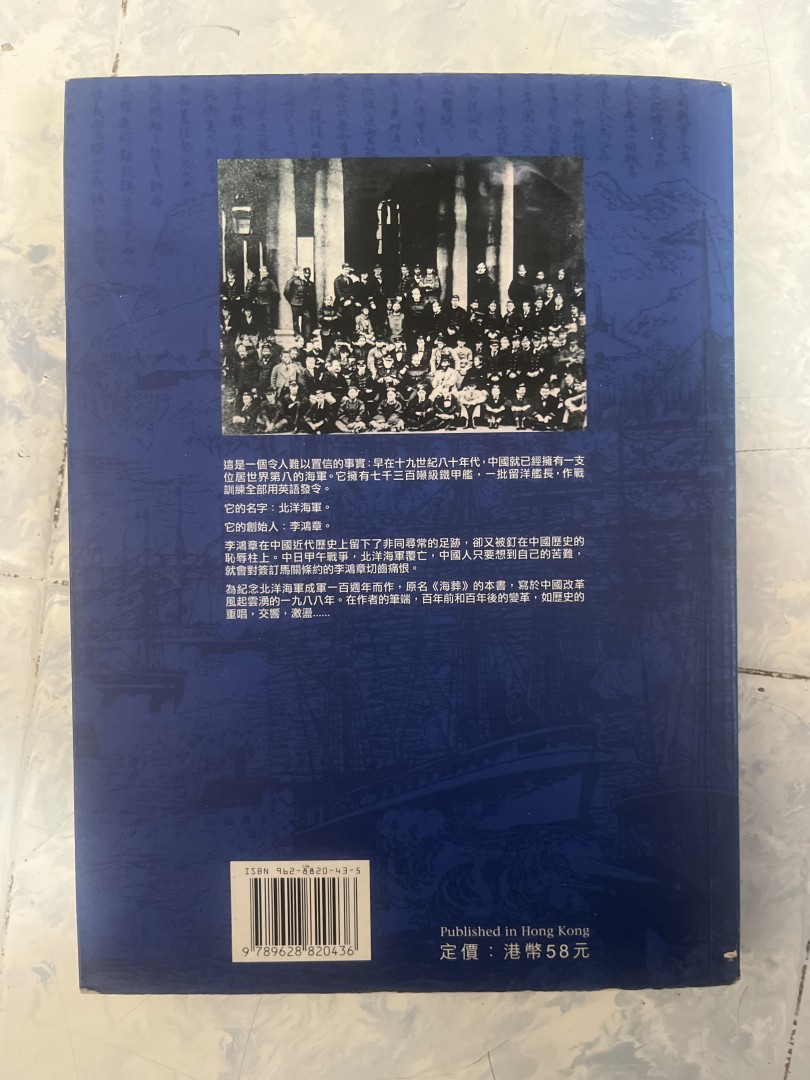 這是一個令人難以置信的事實：早在十九世紀八十年代，中國就已經擁有一支
位居世界第八的海軍。它擁有七千三百噸級鐵甲艦，一批留洋艦長，作戰
訓練全部用英語發令。
它的名字：北洋海軍。
它的創始人：李鴻章。
李鴻章在中國近代歷史上留下了非同尋常的足跡，卻又被釘在中國歷史的
恥辱柱上。中日甲午戰爭，北洋海軍覆亡，中國人只要想到自己的苦難，
就會對簽訂馬關條約的李鴻章切齒痛恨。
為紀念北洋海軍成軍一百週年而作，原名《海葬》的本書，寫於中國改革
風起雲湧的一九八八年。在作者的筆端，百年前和百年後的變革，如歷史的
重唱，交響，激盪……
ISBN 962-8820-43-5
9 789628 820436
Published in Hong Kong
定價：港幣58元